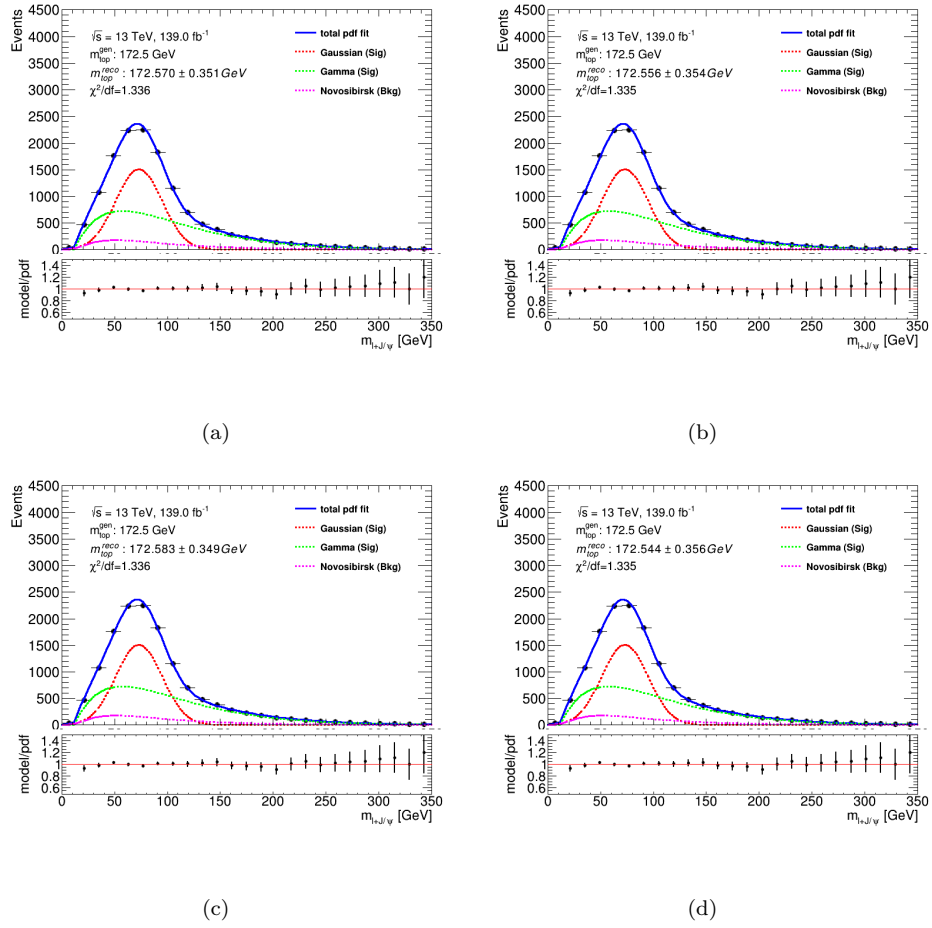 4500
4000
3500
3000
2500
2000
1500
1000
500
0
Events
√s = 13 TeV, 139.0 fb⁻¹
m_top^gen: 172.5 GeV
m_top^reco : 172.570 ± 0.351GeV
χ²/df=1.336
total pdf fit
Gaussian (Sig)
Gamma (Sig)
Novosibirsk (Bkg)
1.4
1.2
1
0.8
0.6
model/pdf
0 50 100 150 200 250 300 350
m_l+J/ψ [GeV]
(a)
4500
4000
3500
3000
2500
2000
1500
1000
500
0
Events
√s = 13 TeV, 139.0 fb⁻¹
m_top^gen: 172.5 GeV
m_top^reco : 172.556 ± 0.354GeV
χ²/df=1.335
total pdf fit
Gaussian (Sig)
Gamma (Sig)
Novosibirsk (Bkg)
1.4
1.2
1
0.8
0.6
model/pdf
0 50 100 150 200 250 300 350
m_l+J/ψ [GeV]
(b)
4500
4000
3500
3000
2500
2000
1500
1000
500
0
Events
√s = 13 TeV, 139.0 fb⁻¹
m_top^gen: 172.5 GeV
m_top^reco : 172.583 ± 0.349GeV
χ²/df=1.336
total pdf fit
Gaussian (Sig)
Gamma (Sig)
Novosibirsk (Bkg)
1.4
1.2
1
0.8
0.6
model/pdf
0 50 100 150 200 250 300 350
m_l+J/ψ [GeV]
(c)
4500
4000
3500
3000
2500
2000
1500
1000
500
0
Events
√s = 13 TeV, 139.0 fb⁻¹
m_top^gen: 172.5 GeV
m_top^reco : 172.544 ± 0.356GeV
χ²/df=1.335
total pdf fit
Gaussian (Sig)
Gamma (Sig)
Novosibirsk (Bkg)
1.4
1.2
1
0.8
0.6
model/pdf
0 50 100 150 200 250 300 350
m_l+J/ψ [GeV]
(d)